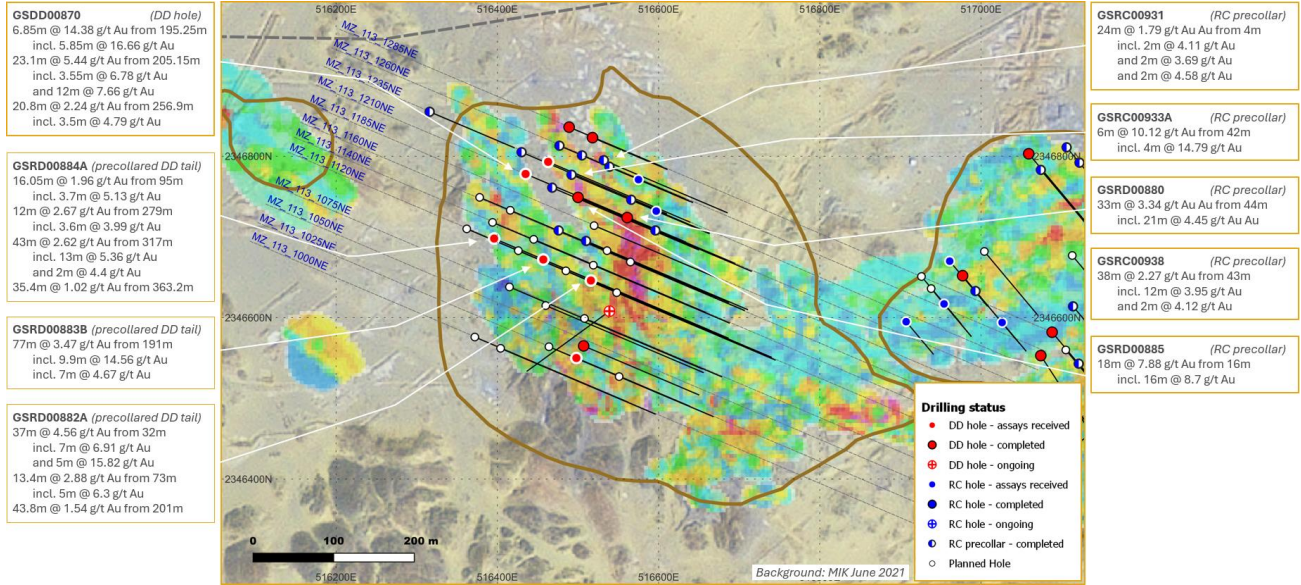 GSDD00870 (DD hole)
6.85m @ 14.38 g/t Au from 195.25m
incl. 5.85m @ 16.66 g/t Au
23.1m @ 5.44 g/t Au from 205.15m
incl. 3.55m @ 6.78 g/t Au
and 12m @ 7.66 g/t Au
20.8m @ 2.24 g/t Au from 256.9m
incl. 3.5m @ 4.79 g/t Au
GSRD00884A (precollared DD tail)
16.05m @ 1.96 g/t Au from 95m
incl. 3.7m @ 5.13 g/t Au
12m @ 2.67 g/t Au from 279m
incl. 3.6m @ 3.99 g/t Au
43m @ 2.62 g/t Au from 317m
incl. 13m @ 5.36 g/t Au
and 2m @ 4.4 g/t Au
35.4m @ 1.02 g/t Au from 363.2m
GSRD00883B (precollared DD tail)
77m @ 3.47 g/t Au from 191m
incl. 9.9m @ 14.56 g/t Au
incl. 7m @ 4.67 g/t Au
GSRD00882A (precollared DD tail)
37m @ 4.56 g/t Au from 32m
incl. 7m @ 6.91 g/t Au
and 5m @ 15.82 g/t Au
13.4m @ 2.88 g/t Au from 73m
incl. 5m @ 6.3 g/t Au
43.8m @ 1.54 g/t Au from 201m
516200E
516400E
516600E
516800E
517000E
MZ_113_1285NE
MZ_113_1260NE
MZ_113_1235NE
MZ_113_1210NE
MZ_113_1185NE
MZ_113_1160NE
MZ_113_1140NE
MZ_113_1120NE
MZ_113_1075NE
MZ_113_1050NE
MZ_113_1025NE
MZ_113_1000NE
2346800N
2346800N
2346600N
2346600N
2346400N
0 100 200 m
516200E
516400E
516600E
Background: MIK June 2021
Drilling status
DD hole - assays received
DD hole - completed
DD hole - ongoing
RC hole - assays received
RC hole - completed
RC hole - ongoing
RC precollar - completed
Planned Hole
GSRC00931 (RC precollar)
24m @ 1.79 g/t Au Au from 4m
incl. 2m @ 4.11 g/t Au
and 2m @ 3.69 g/t Au
and 2m @ 4.58 g/t Au
GSRC00933A (RC precollar)
6m @ 10.12 g/t Au from 42m
incl. 4m @ 14.79 g/t Au
GSRD00880 (RC precollar)
33m @ 3.34 g/t Au from 44m
incl. 21m @ 4.45 g/t Au Au
GSRC00938 (RC precollar)
38m @ 2.27 g/t Au from 43m
incl. 12m @ 3.95 g/t Au
and 2m @ 4.12 g/t Au
GSRD00885 (RC precollar)
18m @ 7.88 g/t Au from 16m
incl. 16m @ 8.7 g/t Au